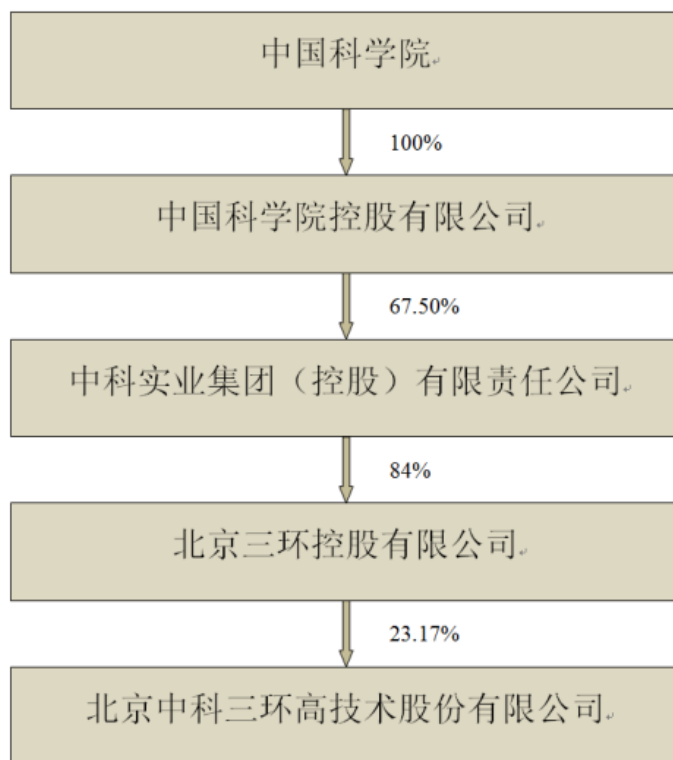 中国科学院
100%
中国科学院控股有限公司
67.50%
中科实业集团（控股）有限责任公司
84%
北京三环控股有限公司
23.17%
北京中科三环高技术股份有限公司